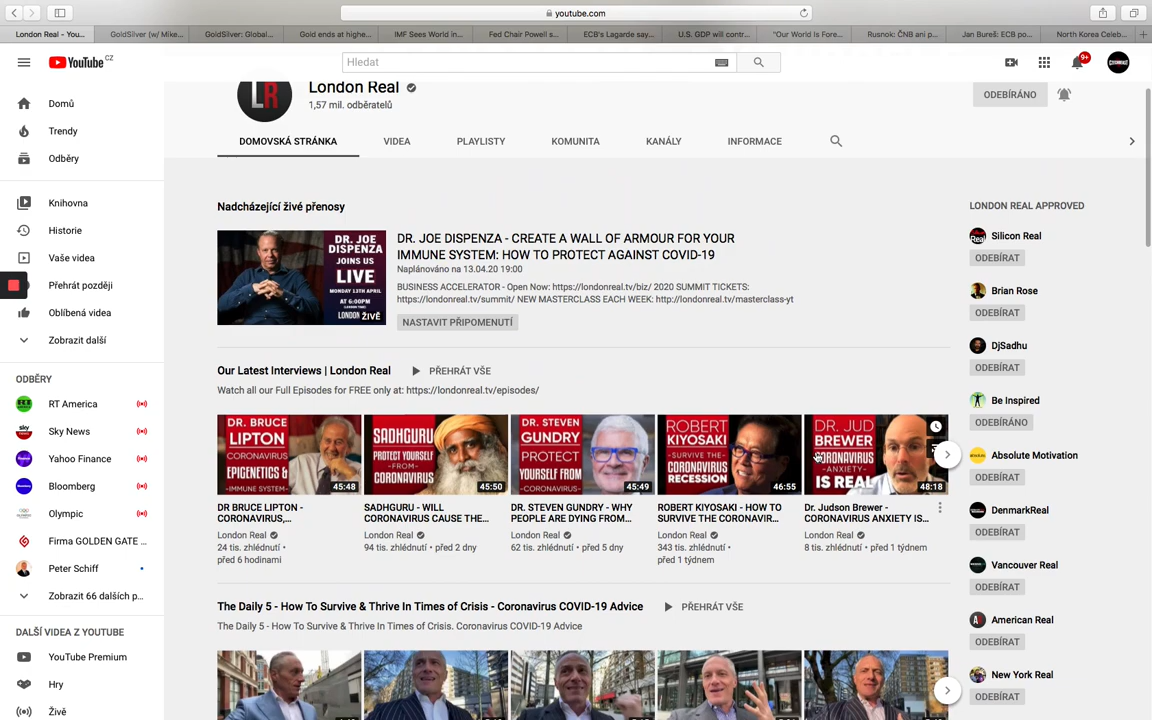 youtube.com
London Real - You...
GoldSilver (w/ Mike...
GoldSilver: Global...
Gold ends at highe...
IMF Sees World in...
Fed Chair Powell s...
ECB's Lagarde say...
U.S. GDP will contr...
"Our World Is Fore...
Rusnok: ČNB ani p...
Jan Bureš: ECB po...
North Korea Celeb...
YouTube CZ
Hledat
9+
Domů
Trendy
Odběry
Knihovna
Historie
Vaše videa
Přehrát později
Oblíbená videa
Zobrazit další
ODBĚRY
RT America
Sky News
Yahoo Finance
Bloomberg
Olympic
Firma GOLDEN GATE ...
Peter Schiff
Zobrazit 66 dalších p...
DALŠÍ VIDEA Z YOUTUBE
YouTube Premium
Hry
Živě
LR
London Real
1,57 mil. odběratelů
ODEBÍRÁNO
DOMOVSKÁ STRÁNKA
VIDEA
PLAYLISTY
KOMUNITA
KANÁLY
INFORMACE
Nadcházející živé přenosy
DR. JOE
DISPENZA
JOINS US
LIVE
MONDAY 13TH APRIL
AT 6:00PM
LONDON
ŽIVĚ
DR. JOE DISPENZA - CREATE A WALL OF ARMOUR FOR YOUR
IMMUNE SYSTEM: HOW TO PROTECT AGAINST COVID-19
Naplánováno na 13.04.20 19:00
BUSINESS ACCELERATOR - Open Now: https://londonreal.tv/biz/ 2020 SUMMIT TICKETS:
https://londonreal.tv/summit/ NEW MASTERCLASS EACH WEEK: http://londonreal.tv/masterclass-yt
NASTAVIT PŘIPOMENUTÍ
Our Latest Interviews | London Real
PŘEHRÁT VŠE
Watch all our Full Episodes for FREE only at: https://londonreal.tv/episodes/
DR. BRUCE
LIPTON
CORONAVIRUS
EPIGENETICS &
IMMUNE SYSTEM
45:48
SADHGURU
PROTECT YOURSELF
FROM
CORONAVIRUS
45:50
DR. STEVEN
GUNDRY
PROTECT
YOURSELF FROM
CORONAVIRUS
45:49
ROBERT
KIYOSAKI
SURVIVE THE
CORONAVIRUS
RECESSION
46:55
DR. JUD
BREWER
CORONAVIRUS
ANXIETY
IS REAL
48:18
DR BRUCE LIPTON -
CORONAVIRUS,...
London Real
24 tis. zhlédnutí •
před 6 hodinami
SADHGURU - WILL
CORONAVIRUS CAUSE THE...
London Real
94 tis. zhlédnutí • před 2 dny
DR. STEVEN GUNDRY - WHY
PEOPLE ARE DYING FROM...
London Real
62 tis. zhlédnutí • před 5 dny
ROBERT KIYOSAKI - HOW TO
SURVIVE THE CORONAVIR...
London Real
343 tis. zhlédnutí •
před 1 týdnem
Dr. Judson Brewer -
CORONAVIRUS ANXIETY IS...
London Real
8 tis. zhlédnutí • před 1 týdnem
The Daily 5 - How To Survive & Thrive In Times of Crisis - Coronavirus COVID-19 Advice
PŘEHRÁT VŠE
The Daily 5 - How To Survive & Thrive In Times of Crisis. Coronavirus COVID-19 Advice
LONDON REAL APPROVED
Silicon Real
ODEBÍRAT
Brian Rose
ODEBÍRAT
DjSadhu
ODEBÍRAT
Be Inspired
ODEBÍRÁNO
Absolute Motivation
ODEBÍRAT
DenmarkReal
ODEBÍRAT
Vancouver Real
ODEBÍRAT
American Real
ODEBÍRAT
New York Real
ODEBÍRAT